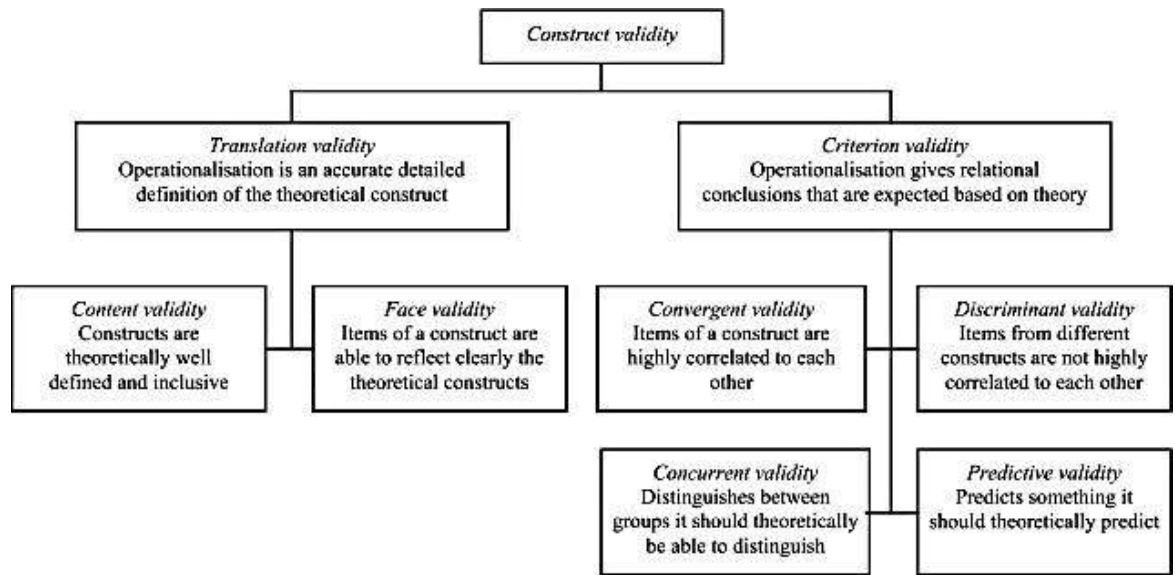 Construct validity
Translation validity
Operationalisation is an accurate detailed
definition of the theoretical construct
Criterion validity
Operationalisation gives relational
conclusions that are expected based on theory
Content validity
Constructs are
theoretically well
defined and inclusive
Face validity
Items of a construct are
able to reflect clearly the
theoretical constructs
Convergent validity
Items of a construct are
highly correlated to each
other
Discriminant validity
Items from different
constructs are not highly
correlated to each other
Concurrent validity
Distinguishes between
groups it should theoretically
be able to distinguish
Predictive validity
Predicts something it
should theoretically predict